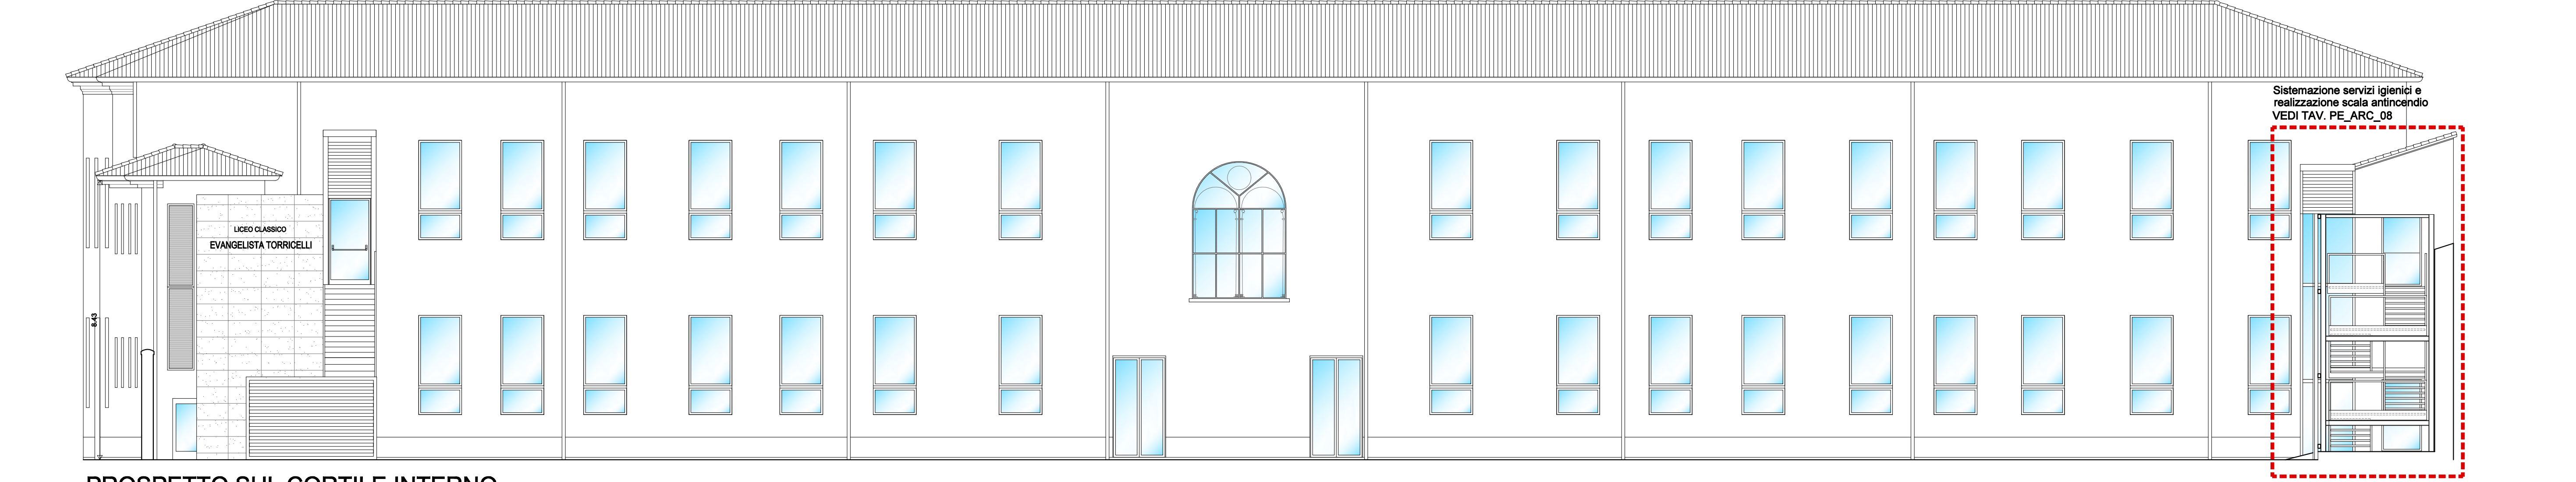 Sistemazione servizi igienici e
realizzazione scala antincendio
VEDI TAV. PE_ARC_08
LICEO CLASSICO
EVANGELISTA TORRICELLI
8.43
PROSPETTO SUL CORTILE INTERNO